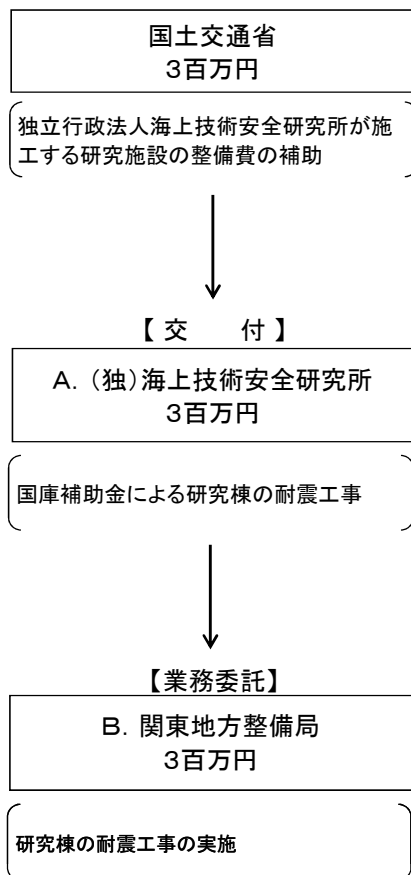 国土交通省
３百万円
独立行政法人海上技術安全研究所が施
工する研究施設の整備費の補助
【 交　　付 】
Ａ．（独）海上技術安全研究所
３百万円
国庫補助金による研究棟の耐震工事
【業務委託】
Ｂ．関東地方整備局
３百万円
研究棟の耐震工事の実施